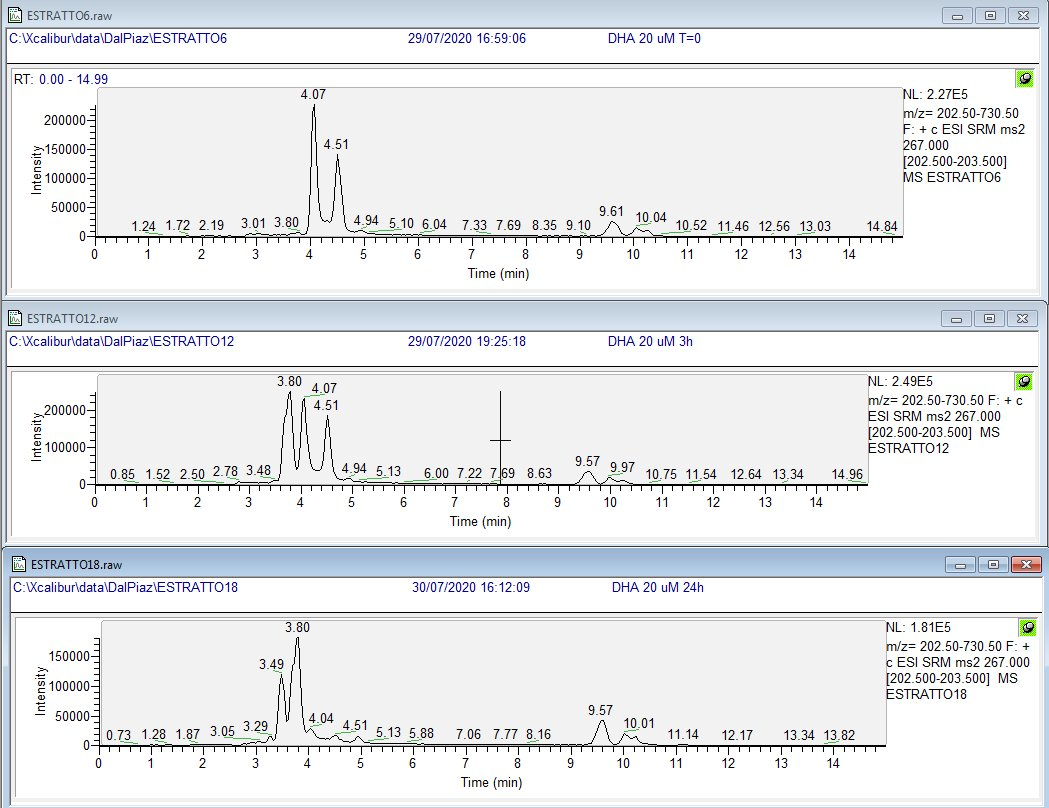 ESTRATTO6.raw
C:\Xcalibur\data\DalPiaz\ESTRATTO6 29/07/2020 16:59:06 DHA 20 uM T=0
RT: 0.00 - 14.99
NL: 2.27E5
m/z= 202.50-730.50
F: + c ESI SRM ms2
267.000
[202.500-203.500]
MS ESTRATTO6
4.07
4.51
1.24 1.72 2.19 3.01 3.80 4.94 5.10 6.04 7.33 7.69 8.35 9.10 9.61 10.04 10.52 11.46 12.56 13.03 14.84
200000
150000
100000
50000
0
Intensity
0 1 2 3 4 5 6 7 8 9 10 11 12 13 14
Time (min)
ESTRATTO12.raw
C:\Xcalibur\data\DalPiaz\ESTRATTO12 29/07/2020 19:25:18 DHA 20 uM 3h
NL: 2.49E5
m/z= 202.50-730.50 F: + c
ESI SRM ms2 267.000
[202.500-203.500] MS
ESTRATTO12
3.80
4.07
4.51
0.85 1.52 2.50 2.78 3.48 4.94 5.13 6.00 7.22 7.69 8.63 9.57 9.97 10.75 11.54 12.64 13.34 14.96
200000
100000
0
Intensity
0 1 2 3 4 5 6 7 8 9 10 11 12 13 14
Time (min)
ESTRATTO18.raw
C:\Xcalibur\data\DalPiaz\ESTRATTO18 30/07/2020 16:12:09 DHA 20 uM 24h
NL: 1.81E5
m/z= 202.50-730.50 F: +
c ESI SRM ms2 267.000
[202.500-203.500] MS
ESTRATTO18
3.80
3.49
0.73 1.28 1.87 3.05 3.29 4.04 4.51 5.13 5.88 7.06 7.77 8.16 9.57 10.01 11.14 12.17 13.34 13.82
150000
100000
50000
0
Intensity
0 1 2 3 4 5 6 7 8 9 10 11 12 13 14
Time (min)